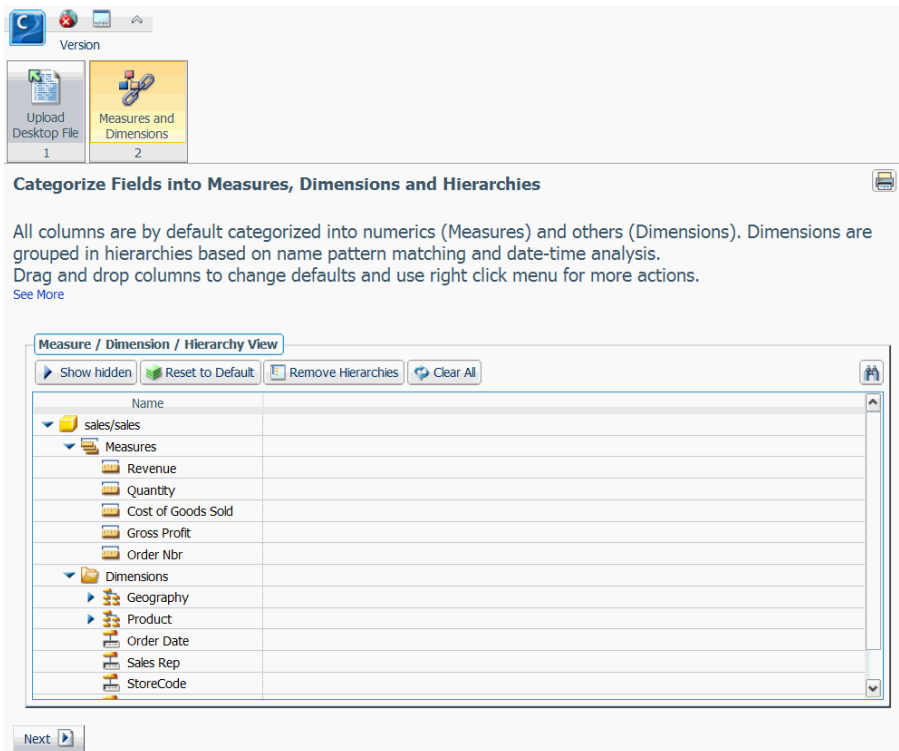 C
Version
Upload
Desktop File
1
Measures and
Dimensions
2
Categorize Fields into Measures, Dimensions and Hierarchies
All columns are by default categorized into numerics (Measures) and others (Dimensions). Dimensions are
grouped in hierarchies based on name pattern matching and date-time analysis.
Drag and drop columns to change defaults and use right click menu for more actions.
See More
Measure / Dimension / Hierarchy View
Show hidden Reset to Default Remove Hierarchies Clear All
Name
sales/sales
Measures
Revenue
Quantity
Cost of Goods Sold
Gross Profit
Order Nbr
Dimensions
Geography
Product
Order Date
Sales Rep
StoreCode
Next